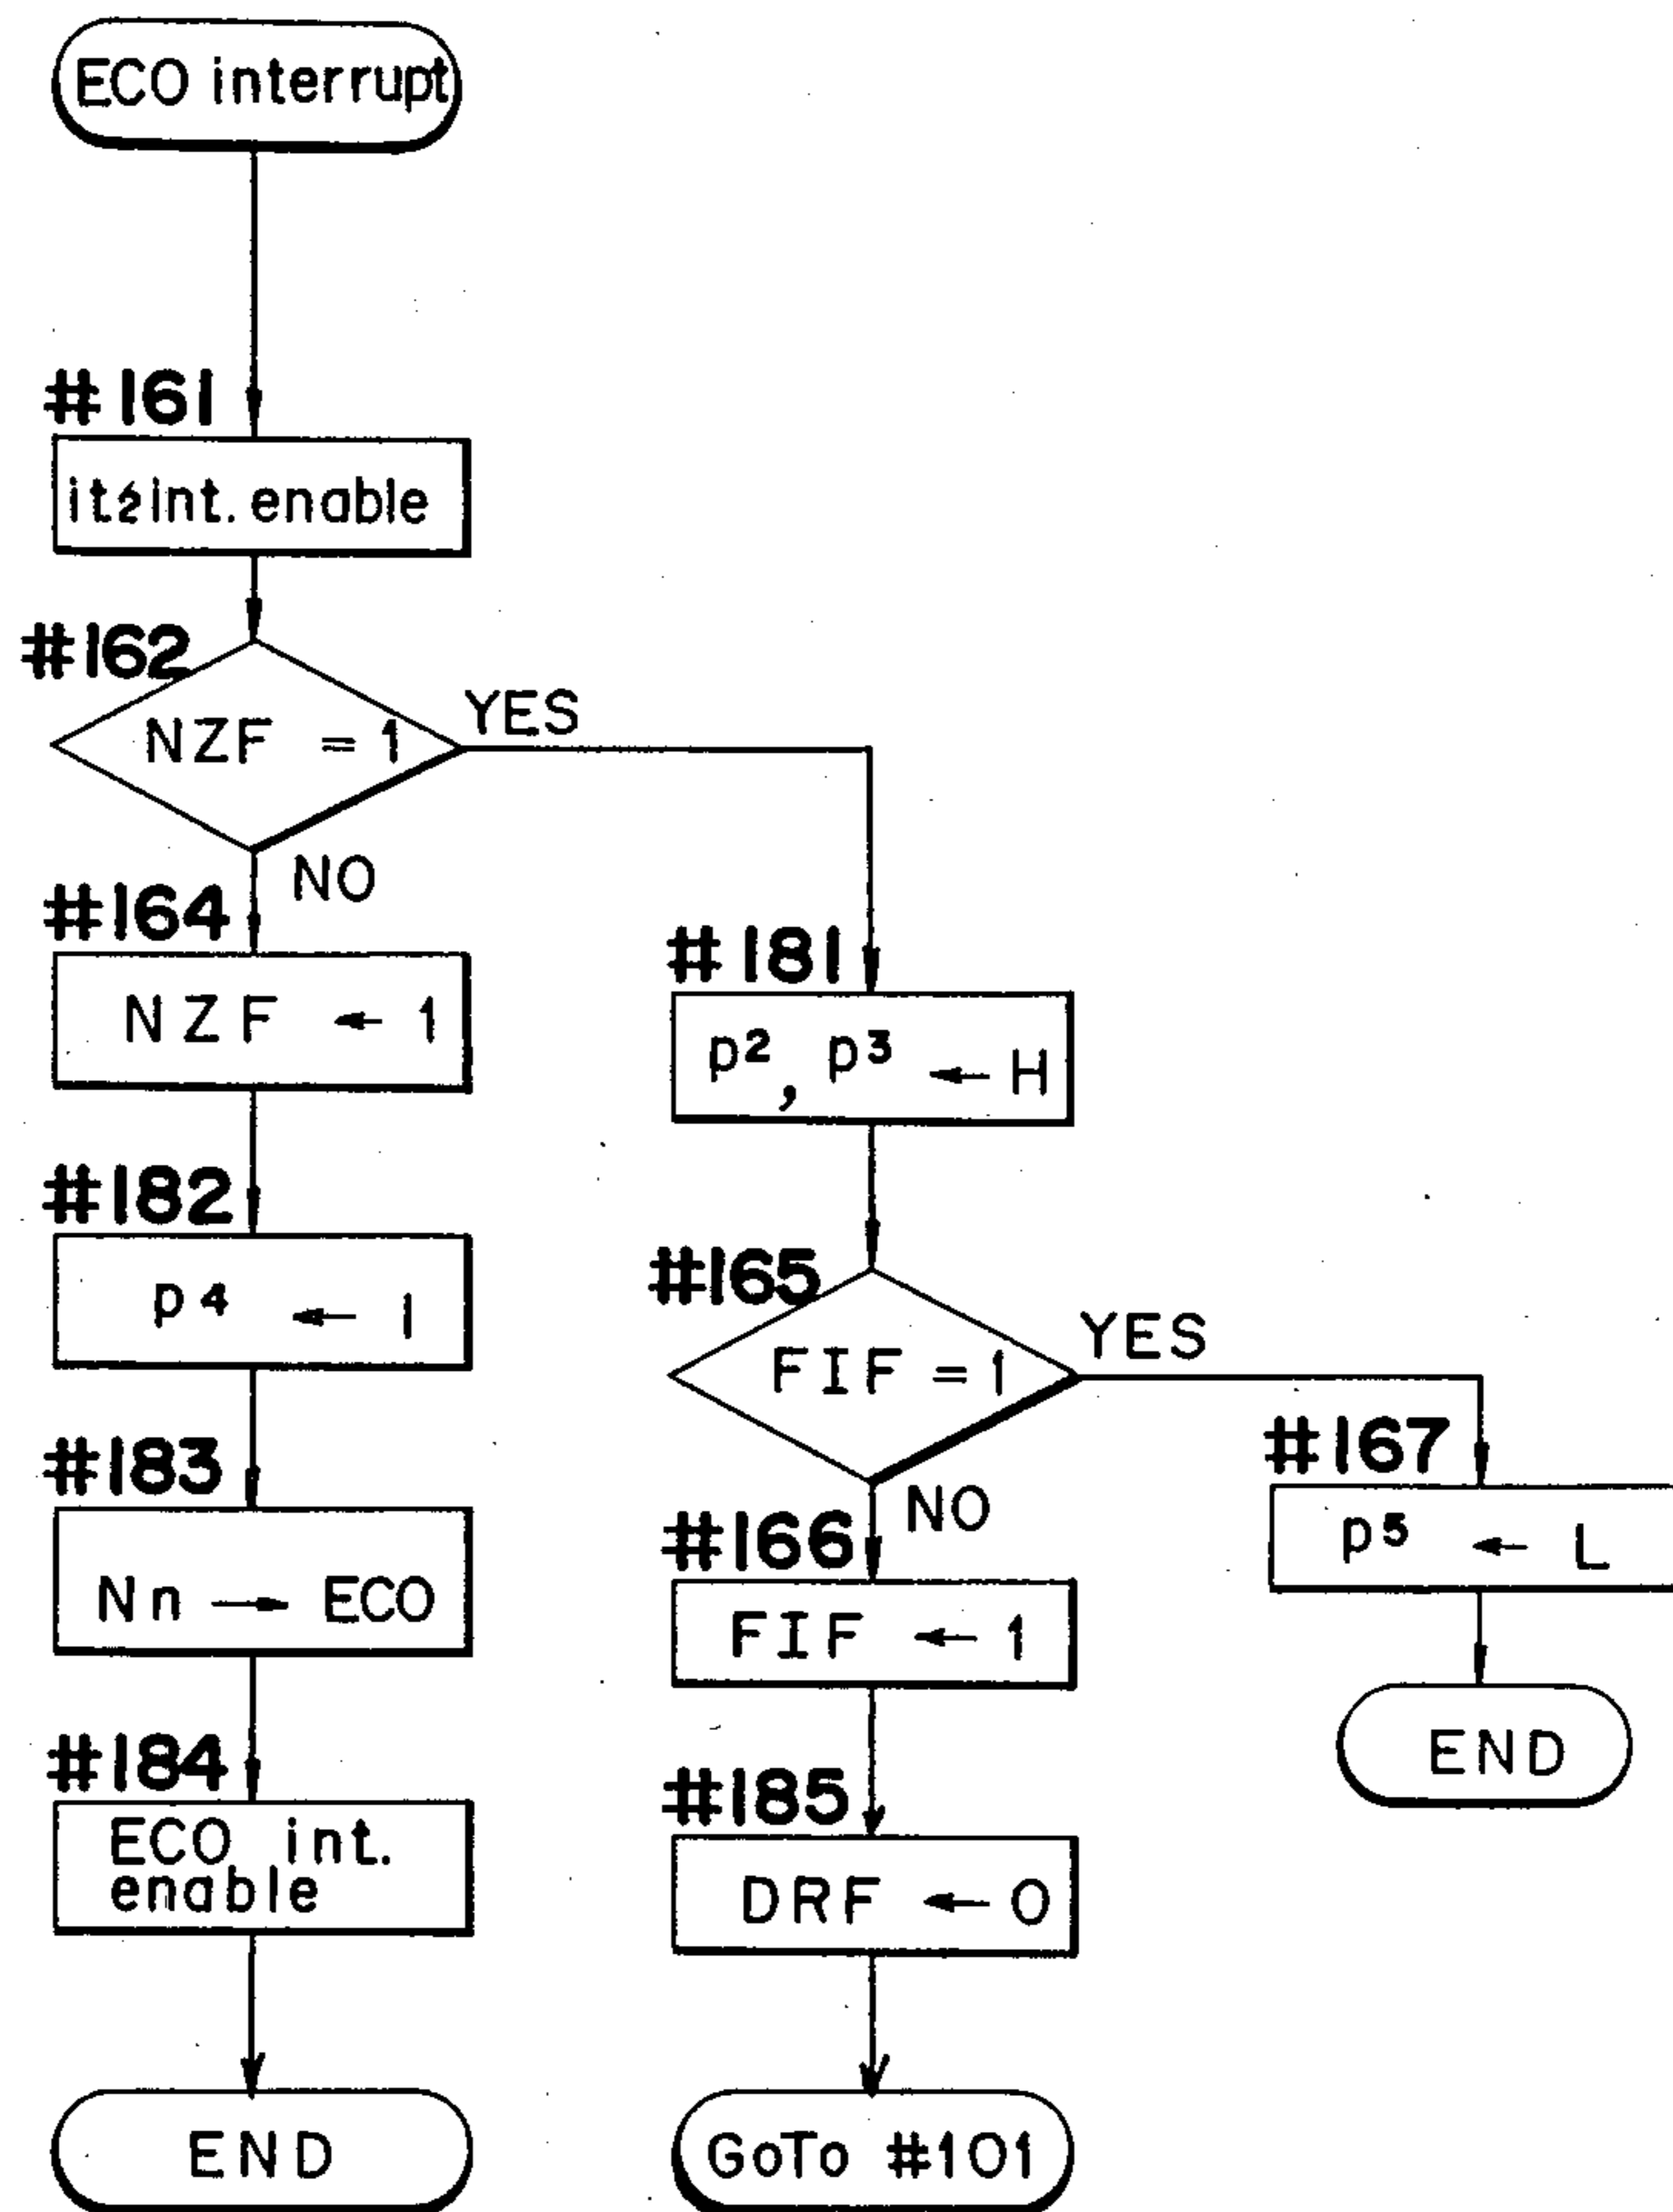 ECO interrupt
#161
it2int. enable
#162
NZF = 1
YES
NO
#164
NZF ← 1
#182
p4 ← 1
#183
Nn → ECO
#184
ECO int.
enable
END
#181
p2, p3 ← H
#165
FIF = 1
YES
NO
#166
FIF ← 1
#185
DRF ← 0
GoTo #101
#167
p5 ← L
END